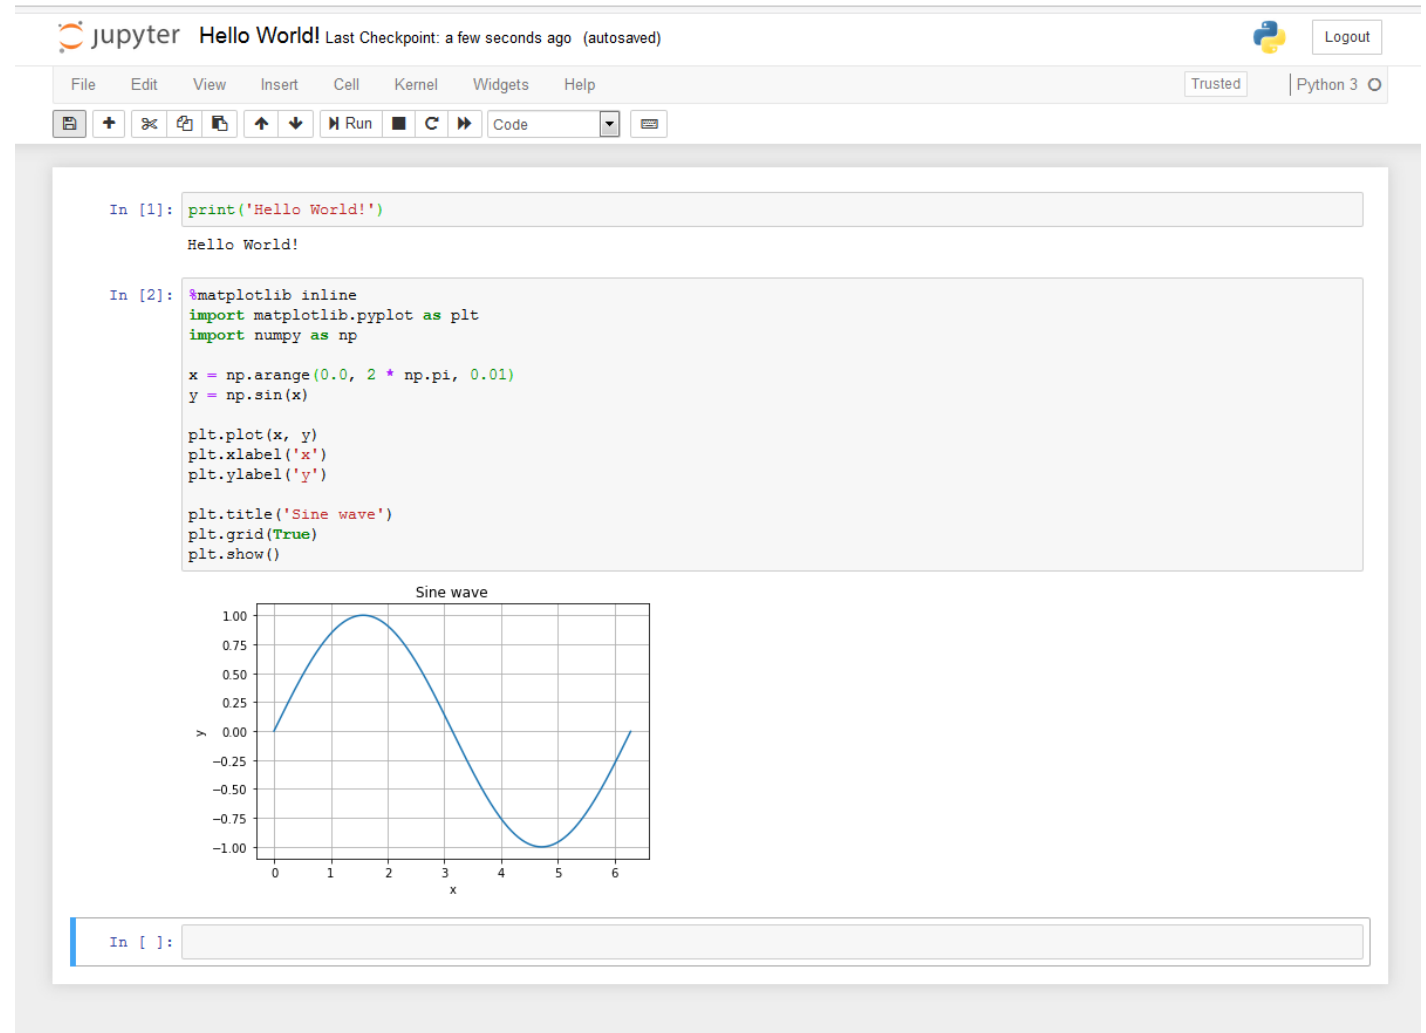 jupyter Hello World! Last Checkpoint: a few seconds ago (autosaved) Logout
File Edit View Insert Cell Kernel Widgets Help Trusted Python 3
Run Code
In [1]: print('Hello World!')
Hello World!
In [2]: %matplotlib inline
import matplotlib.pyplot as plt
import numpy as np
x = np.arange(0.0, 2 * np.pi, 0.01)
y = np.sin(x)
plt.plot(x, y)
plt.xlabel('x')
plt.ylabel('y')
plt.title('Sine wave')
plt.grid(True)
plt.show()
Sine wave
1.00
0.75
0.50
0.25
y 0.00
−0.25
−0.50
−0.75
−1.00
0 1 2 3 4 5 6
x
In [ ]: